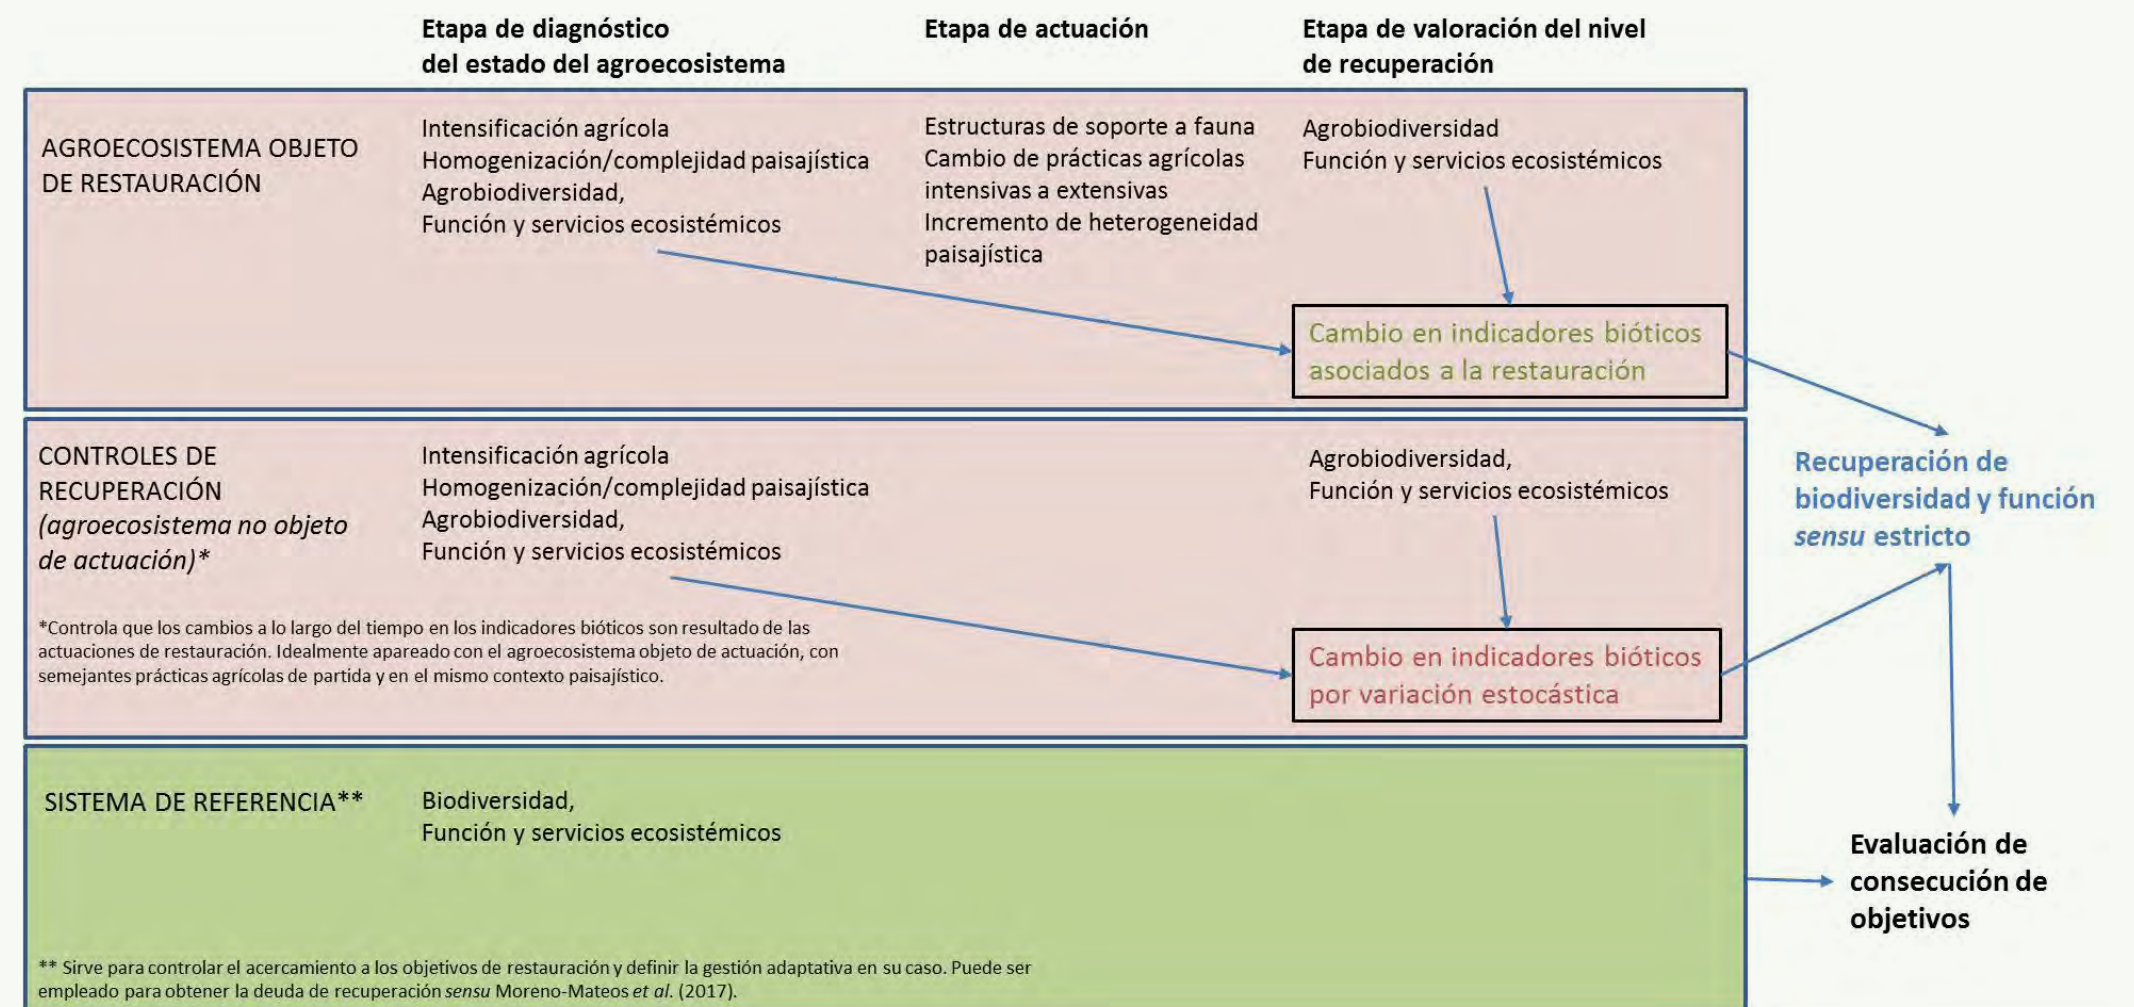 Etapa de diagnóstico
del estado del agroecosistema
Etapa de actuación
Etapa de valoración del nivel
de recuperación
AGROECOSISTEMA OBJETO
DE RESTAURACIÓN
Intensificación agrícola
Homogenización/complejidad paisajística
Agrobiodiversidad,
Función y servicios ecosistémicos
Estructuras de soporte a fauna
Cambio de prácticas agrícolas
intensivas a extensivas
Incremento de heterogeneidad
paisajística
Agrobiodiversidad
Función y servicios ecosistémicos
Cambio en indicadores bióticos
asociados a la restauración
CONTROLES DE
RECUPERACIÓN
(agroecosistema no objeto
de actuación)*
Intensificación agrícola
Homogenización/complejidad paisajística
Agrobiodiversidad,
Función y servicios ecosistémicos
Agrobiodiversidad,
Función y servicios ecosistémicos
*Controla que los cambios a lo largo del tiempo en los indicadores bióticos son resultado de las
actuaciones de restauración. Idealmente apareado con el agroecosistema objeto de actuación, con
semejantes prácticas agrícolas de partida y en el mismo contexto paisajístico.
Cambio en indicadores bióticos
por variación estocástica
Recuperación de
biodiversidad y función
sensu estricto
SISTEMA DE REFERENCIA**
Biodiversidad,
Función y servicios ecosistémicos
Evaluación de
consecución de
objetivos
** Sirve para controlar el acercamiento a los objetivos de restauración y definir la gestión adaptativa en su caso. Puede ser
empleado para obtener la deuda de recuperación sensu Moreno-Mateos et al. (2017).